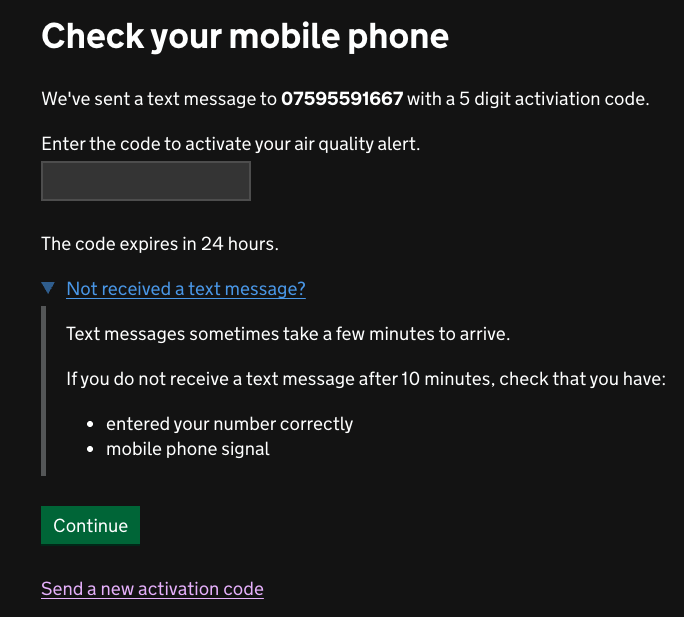 Check your mobile phone
We've sent a text message to 07595591667 with a 5 digit activiation code.
Enter the code to activate your air quality alert.
The code expires in 24 hours.
Not received a text message?
Text messages sometimes take a few minutes to arrive.
If you do not receive a text message after 10 minutes, check that you have:
• entered your number correctly
• mobile phone signal
Continue
Send a new activation code